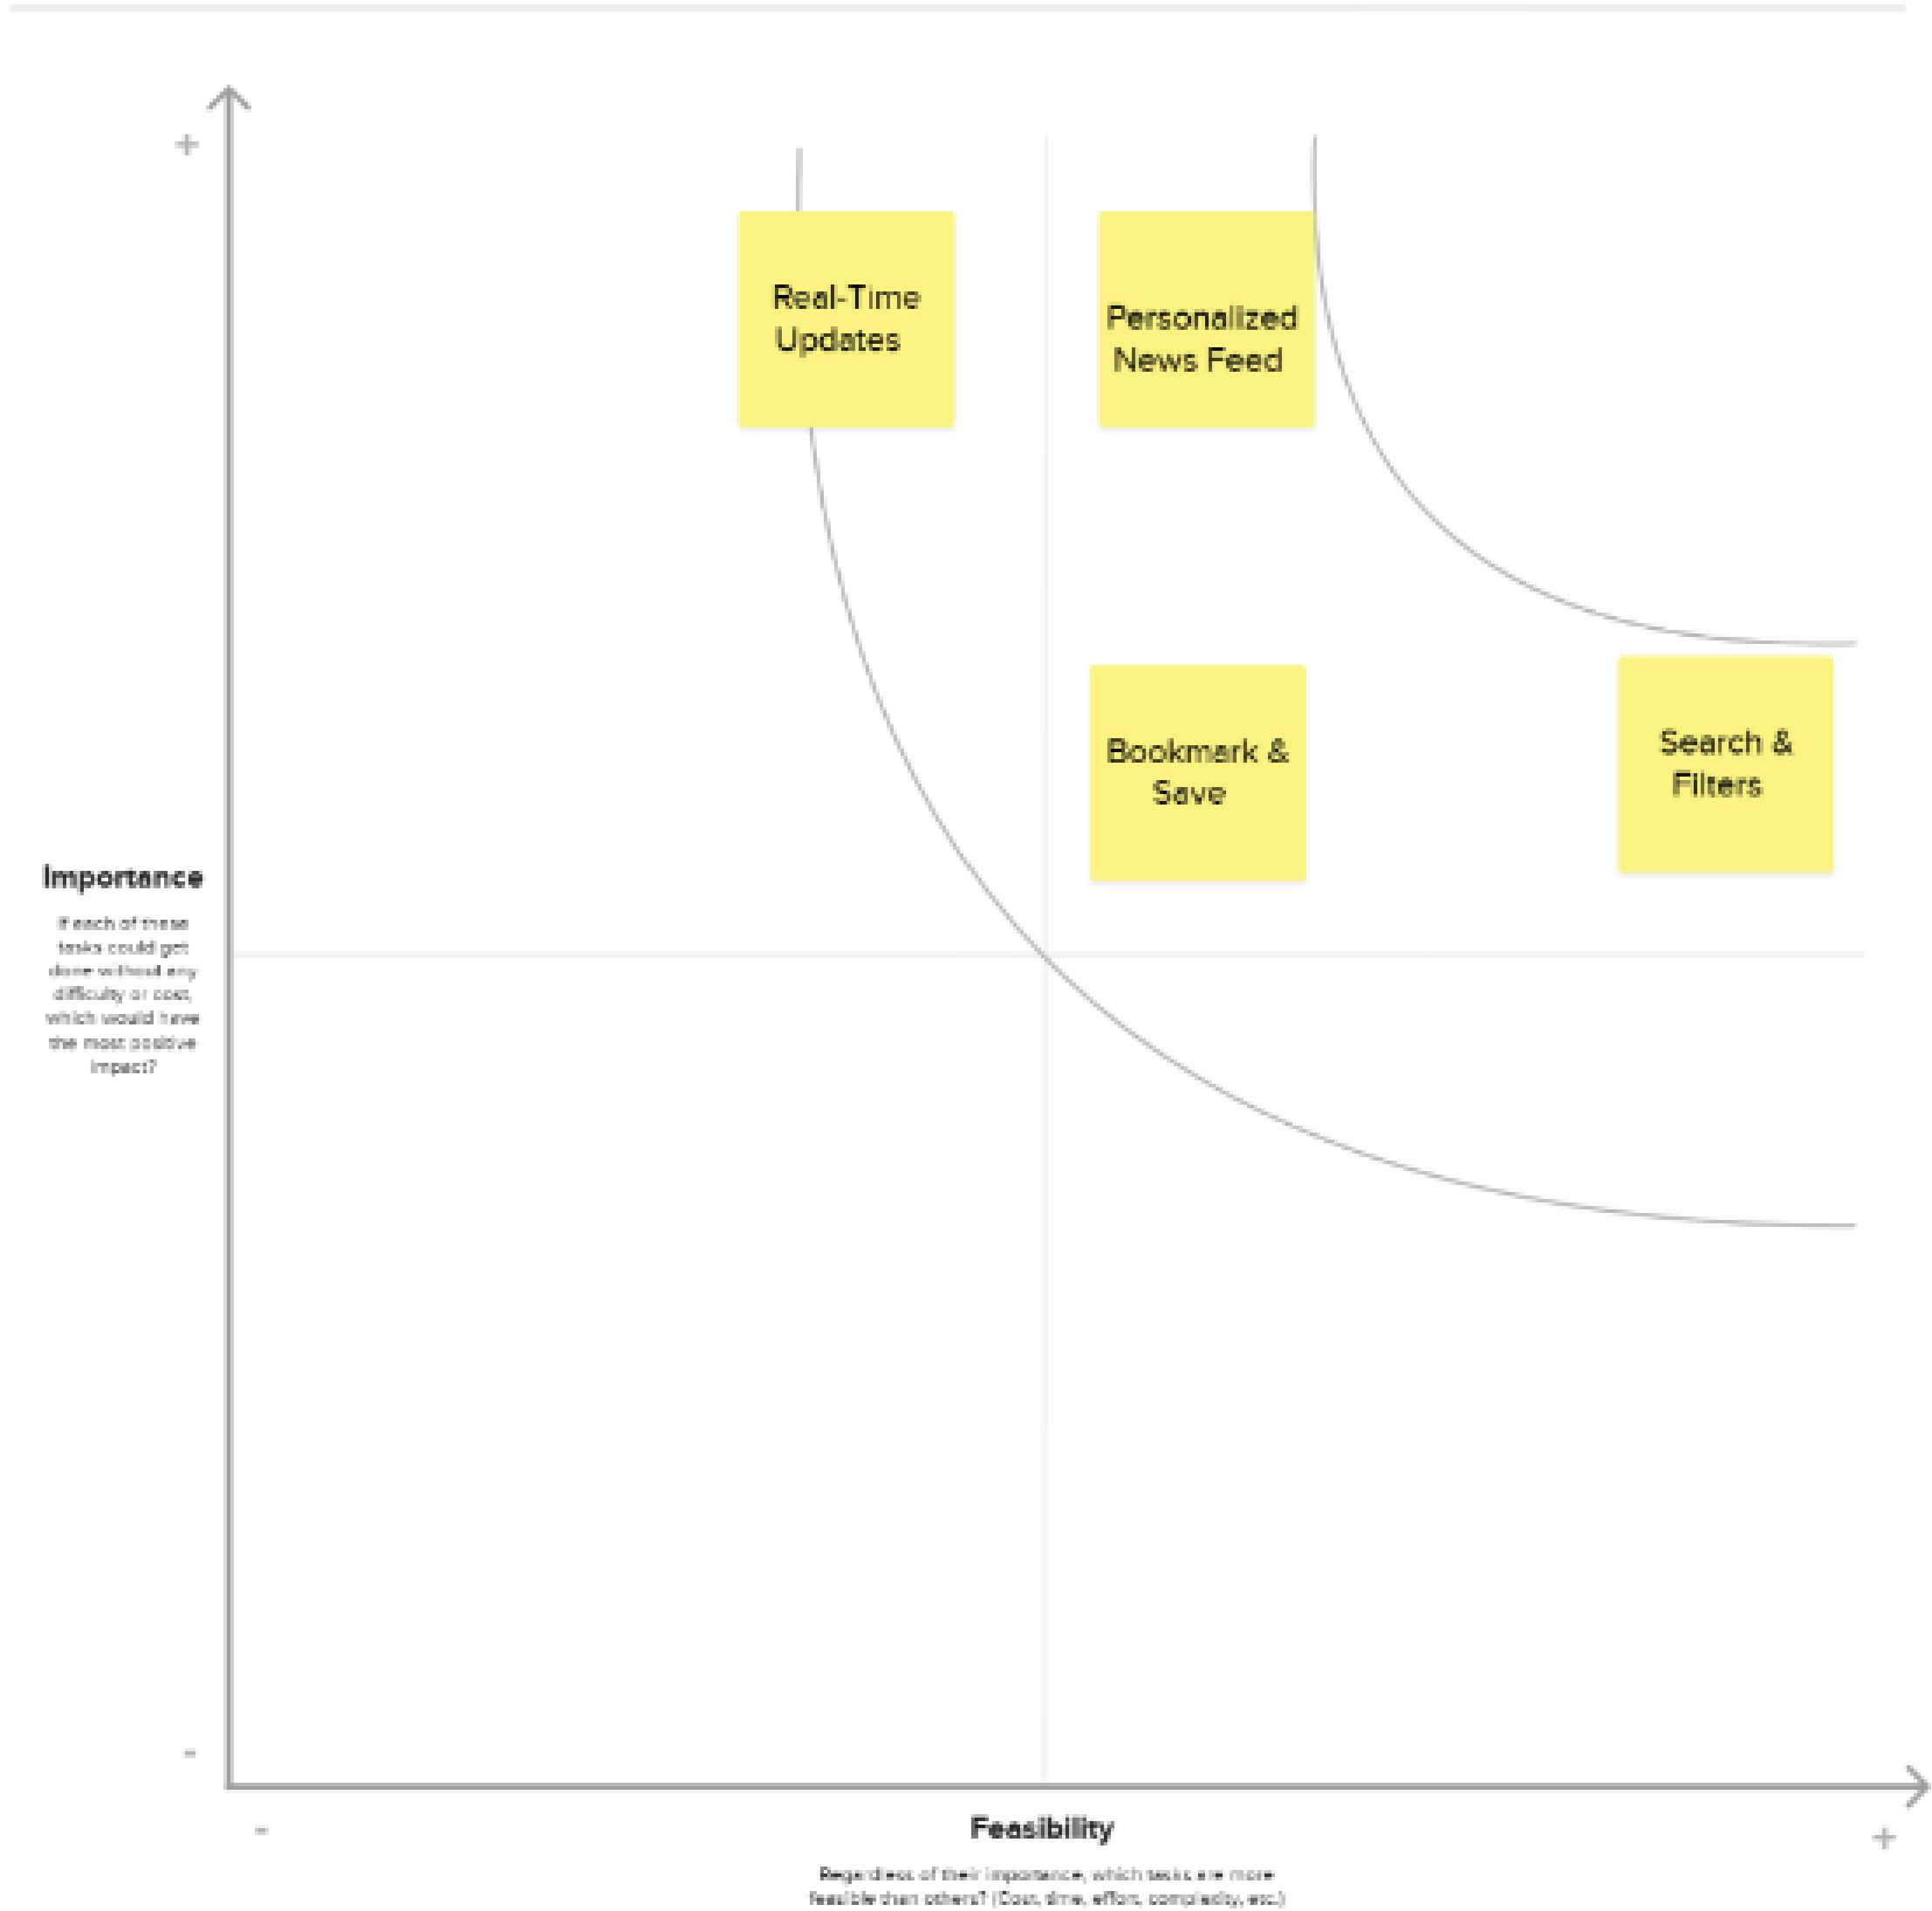 +
Real-Time
Updates
Personalized
News Feed
Bookmark &
Save
Search &
Filters
Importance
If each of these
tasks could get
done without any
difficulty or cost,
which would have
the most positive
impact?
-
-
Feasibility
+
Regardless of their importance, which tasks are more
feasible than others? (Cost, time, effort, complexity, etc.)